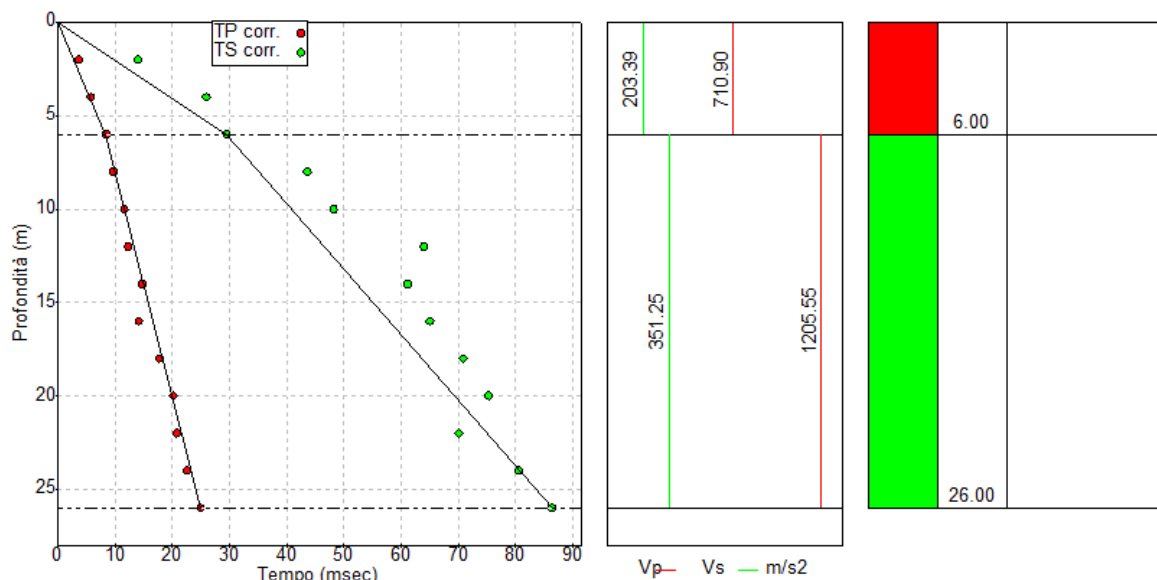 TP corr.
TS corr.
0
5
10
15
20
25
Profondità (m)
0 10 20 30 40 50 60 70 80 90
Tempo (msec)
203.39
710.90
351.25
1205.55
Vp Vs m/s2
6.00
26.00